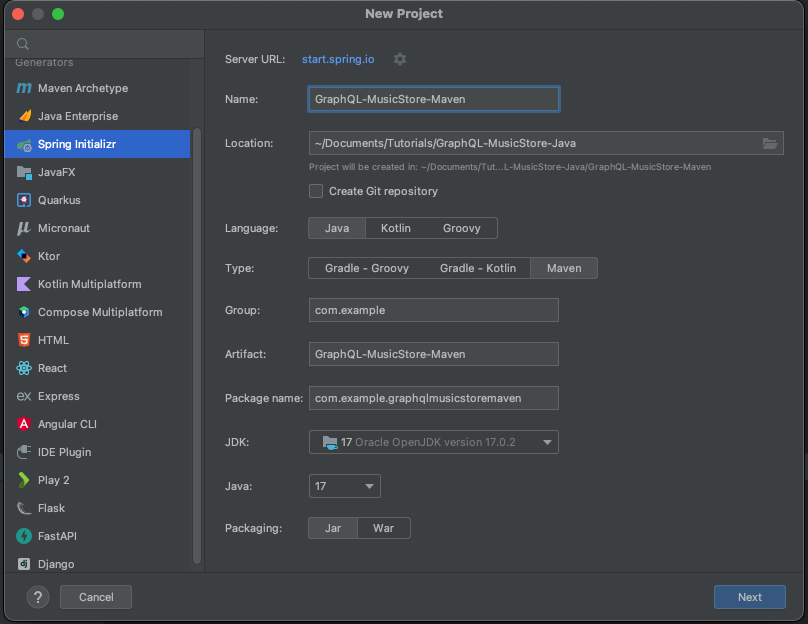 New Project
Generators
Maven Archetype
Java Enterprise
Spring Initializr
JavaFX
Quarkus
Micronaut
Ktor
Kotlin Multiplatform
Compose Multiplatform
HTML
React
Express
Angular CLI
IDE Plugin
Play 2
Flask
FastAPI
Django
Server URL: start.spring.io
Name: GraphQL-MusicStore-Maven
Location: ~/Documents/Tutorials/GraphQL-MusicStore-Java
Project will be created in: ~/Documents/Tut...L-MusicStore-Java/GraphQL-MusicStore-Maven
Create Git repository
Language: Java Kotlin Groovy
Type: Gradle - Groovy Gradle - Kotlin Maven
Group: com.example
Artifact: GraphQL-MusicStore-Maven
Package name: com.example.graphqlmusicstoremaven
JDK: 17 Oracle OpenJDK version 17.0.2
Java: 17
Packaging: Jar War
? Cancel Next